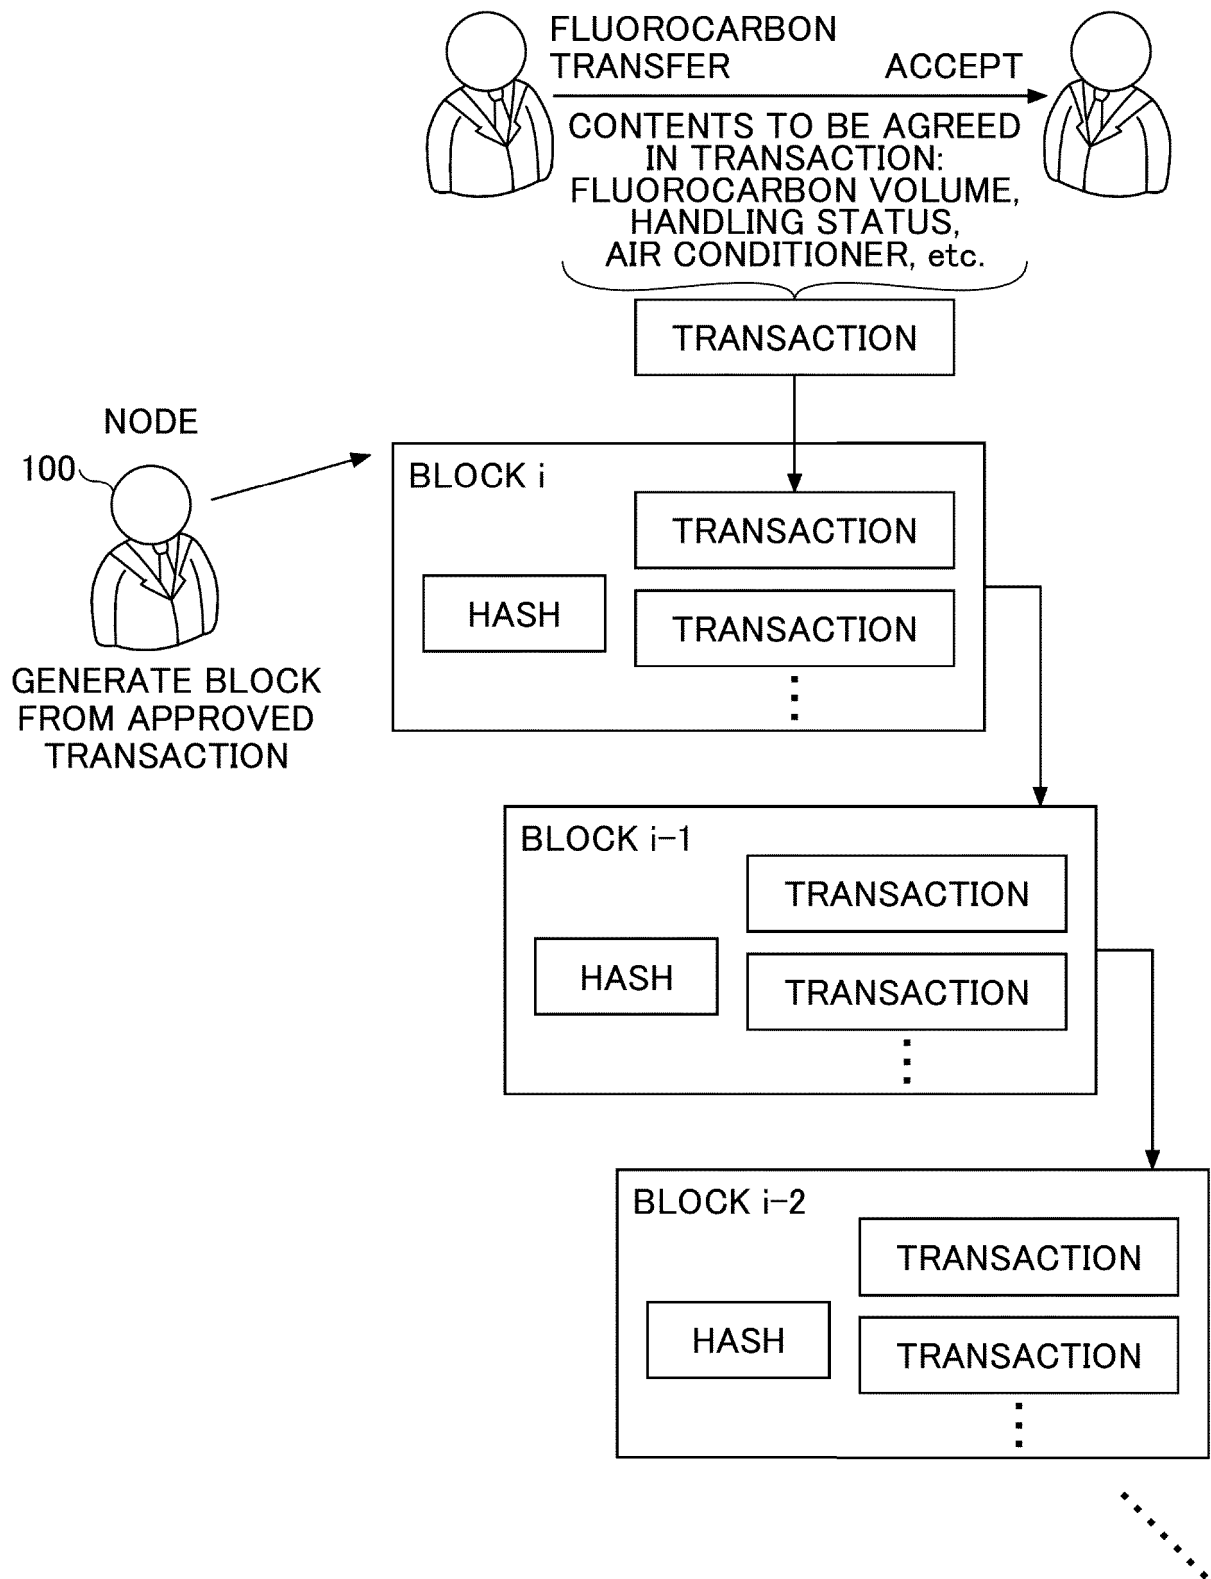 FLUOROCARBON
TRANSFER ACCEPT
CONTENTS TO BE AGREED
IN TRANSACTION:
FLUOROCARBON VOLUME,
HANDLING STATUS,
AIR CONDITIONER, etc.
TRANSACTION
NODE
100
GENERATE BLOCK
FROM APPROVED
TRANSACTION
BLOCK i
TRANSACTION
HASH
TRANSACTION
BLOCK i-1
TRANSACTION
HASH
TRANSACTION
BLOCK i-2
TRANSACTION
HASH
TRANSACTION